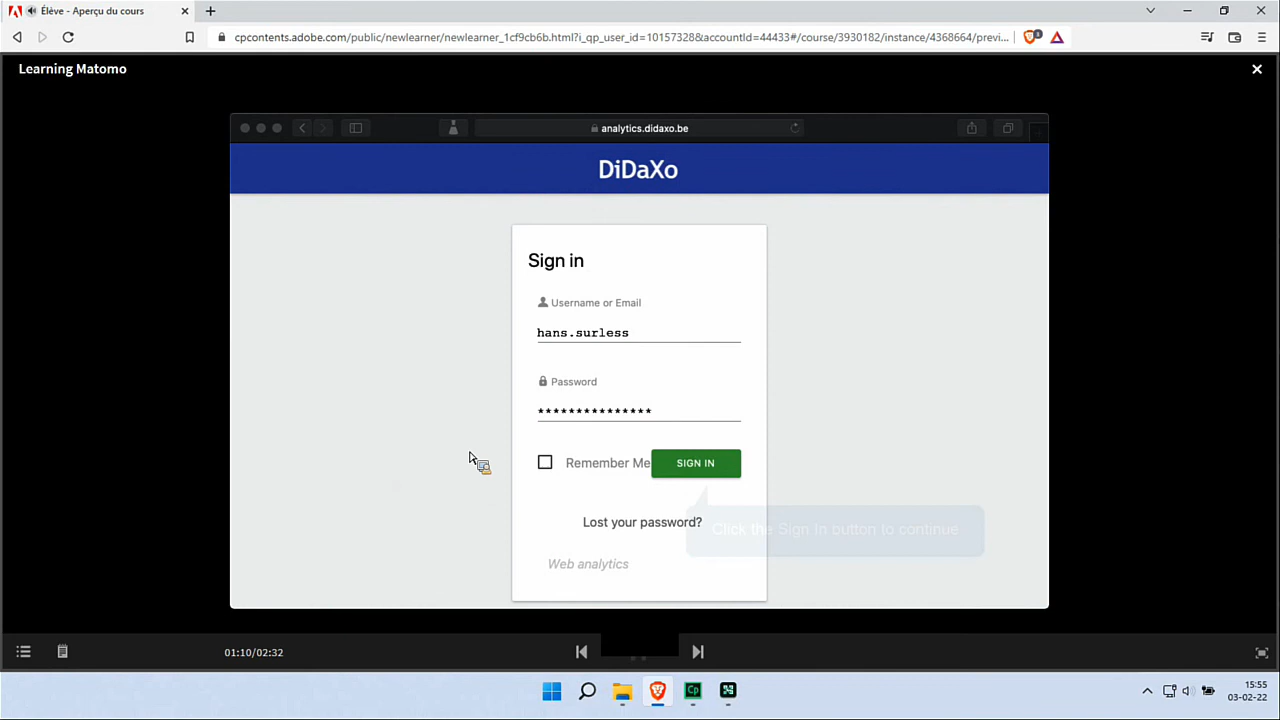 Élève - Aperçu du cours
cpcontents.adobe.com/public/newlearner/newlearner_1cf9cb6b.html?i_qp_user_id=10157328&accountId=44433#/course/3930182/instance/4368664/previ...
1
Learning Matomo
analytics.didaxo.be
DiDaXo
Sign in
Username or Email
hans.surless
Password
***************
Remember Me
SIGN IN
Lost your password?
Click the Sign In button to continue
Web analytics
01:10/02:32
Cp
15:55
03-02-22